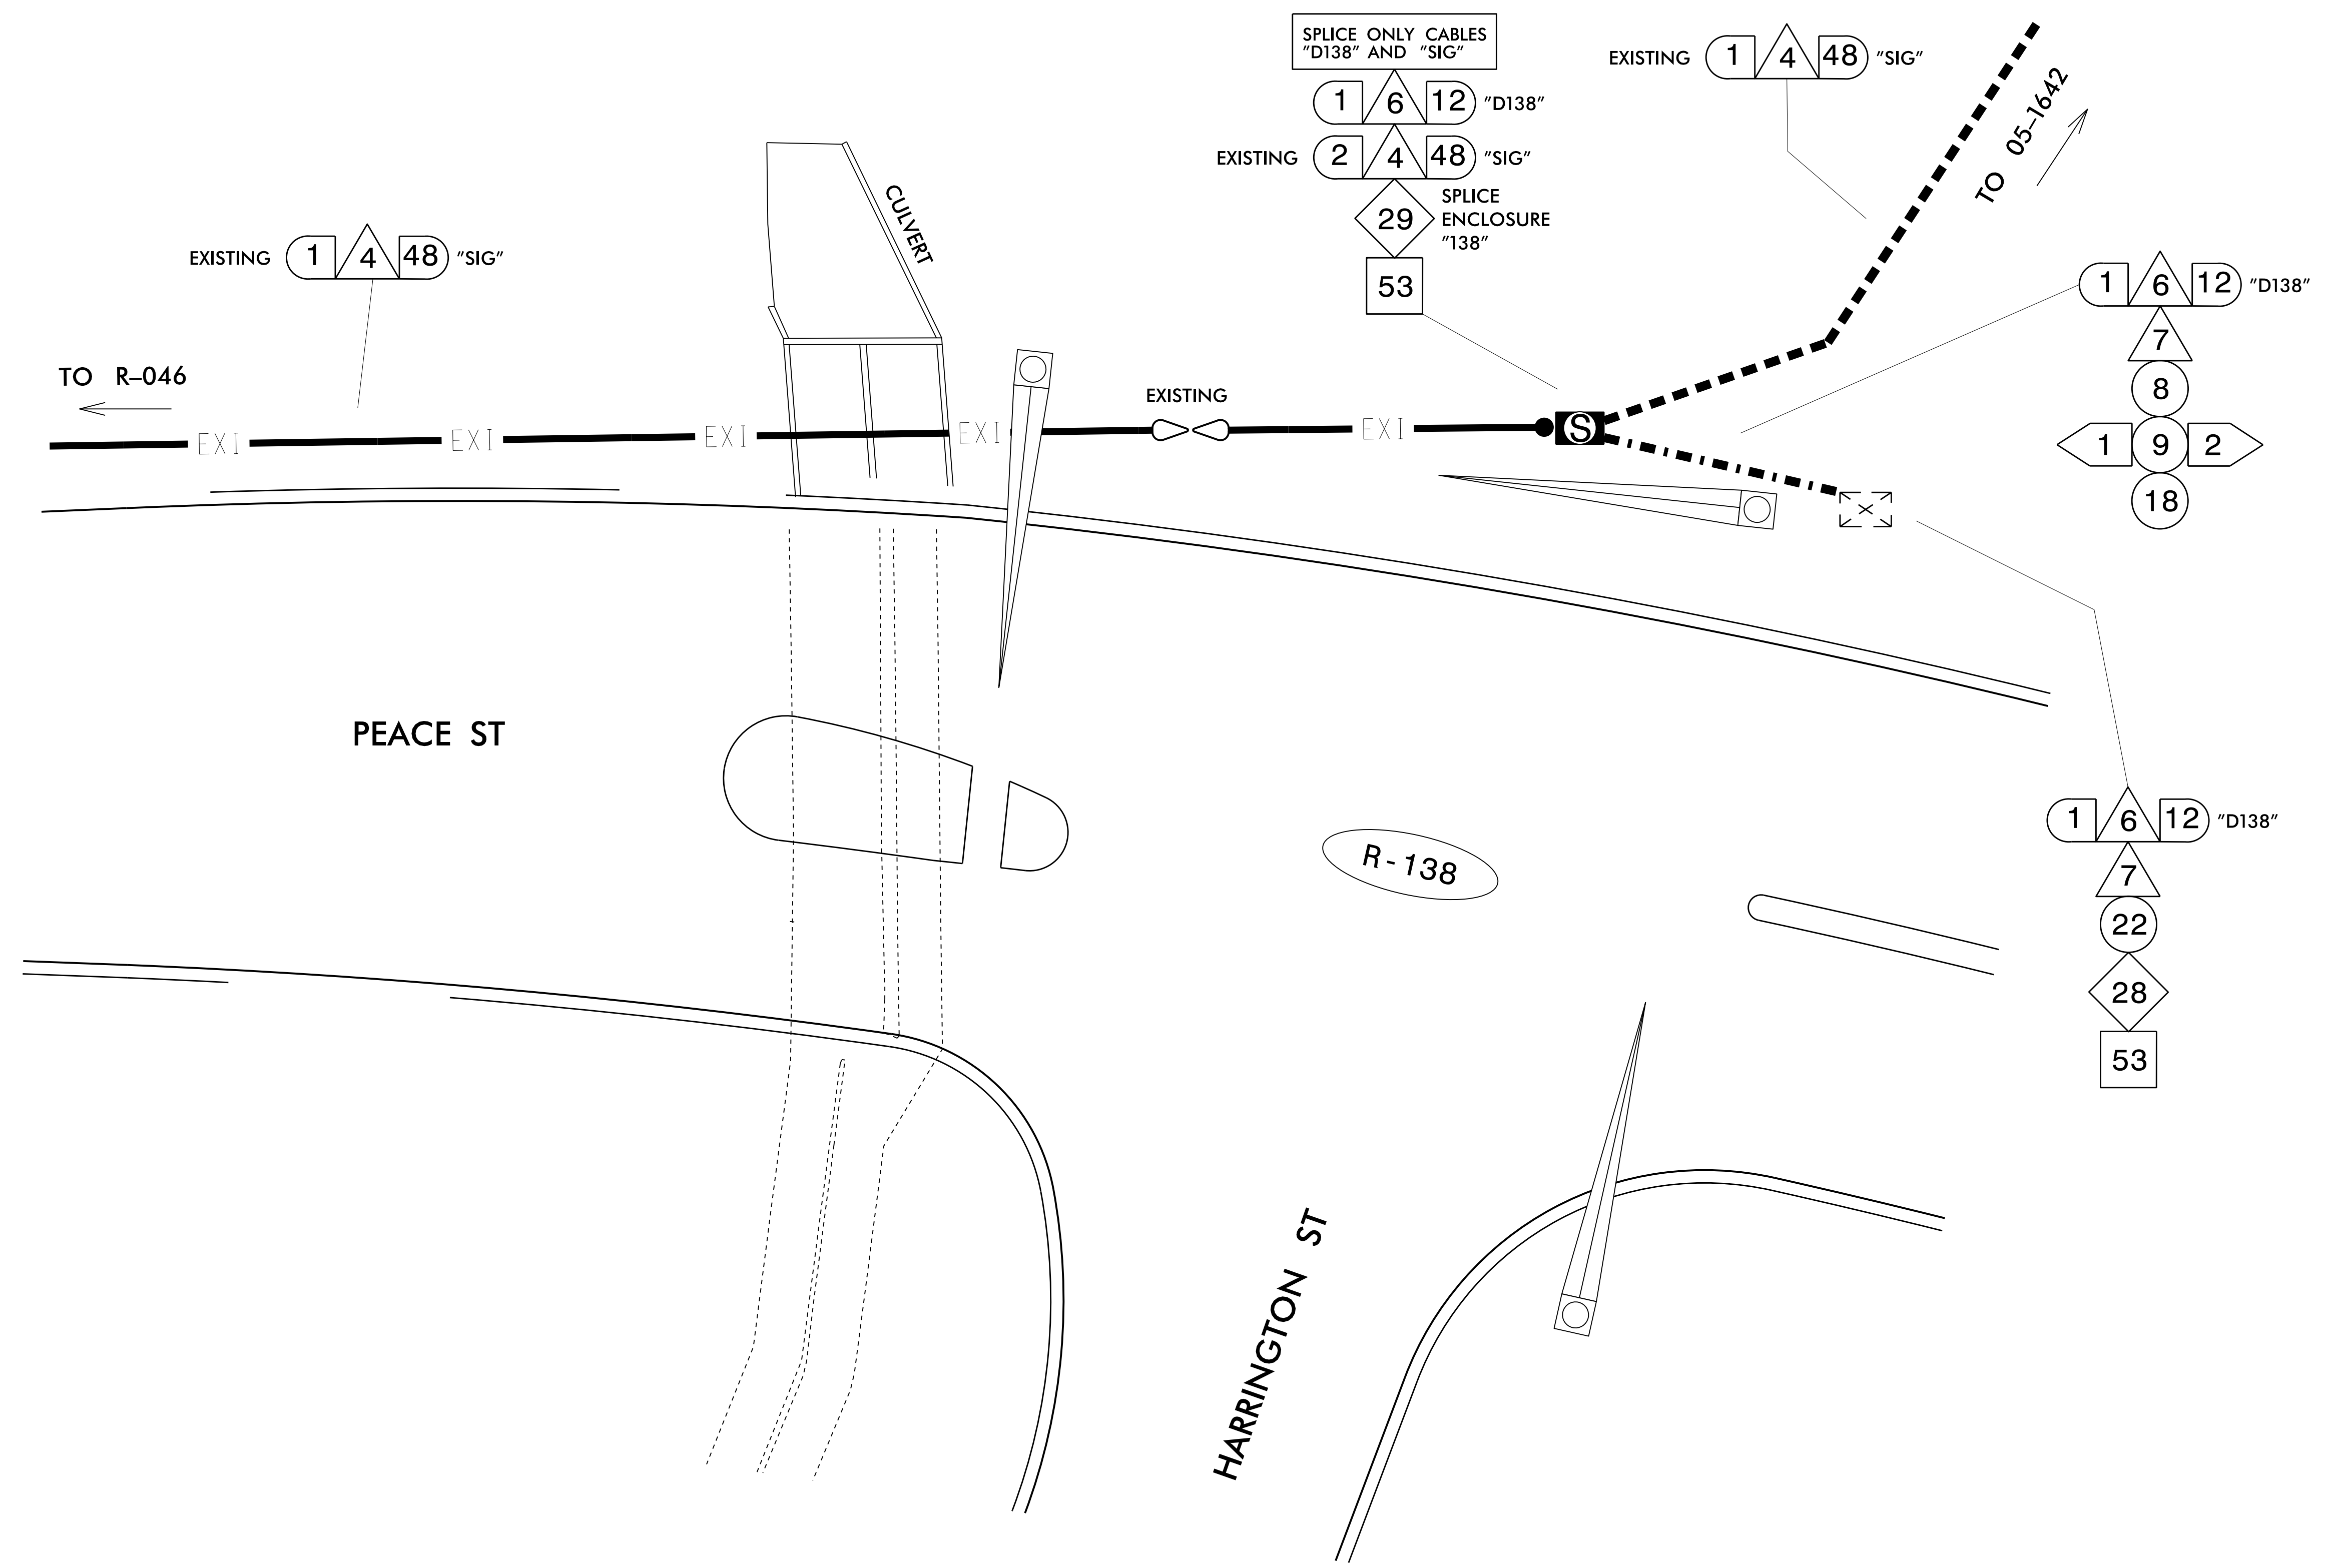 SPLICE ONLY CABLES
"D138" AND "SIG"
1 6 12 "D138"
EXISTING 2 4 48 "SIG"
29
SPLICE
ENCLOSURE
"138"
53
EXISTING 1 4 48 "SIG"
TO 05-1642
CULVERT
EXISTING 1 4 48 "SIG"
TO R-046
1 6 12 "D138"
7
8
1 9 2
18
EXISTING
EXI EXI EXI EXI EXI
S
PEACE ST
R-138
1 6 12 "D138"
7
22
28
53
HARRINGTON ST